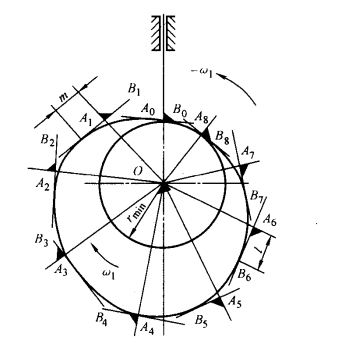 -ω₁
m
B₁
A₁
A₀
B₀
A₈
B₈
B₂
A₇
O
A₂
B₇
r_min
A₆
B₃
l
A₃
ω₁
B₆
A₅
B₄
A₄
B₅